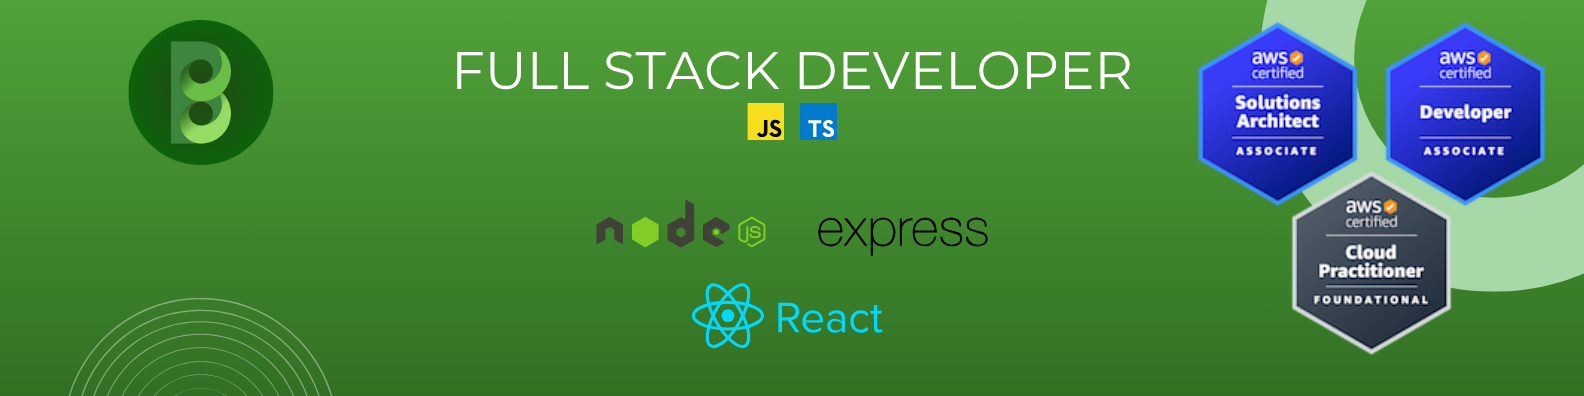 B
FULL STACK DEVELOPER
JS TS
node JS express
React
aws
certified
Solutions
Architect
ASSOCIATE
aws
certified
Developer
ASSOCIATE
aws
certified
Cloud
Practitioner
FOUNDATIONAL